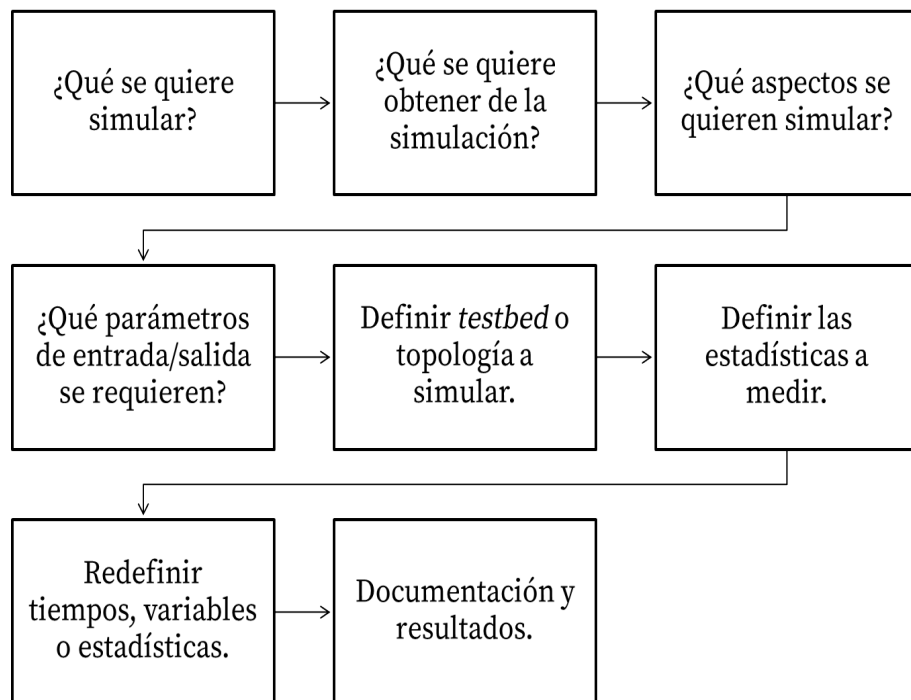 ¿Qué se quiere
simular?
¿Qué se quiere
obtener de la
simulación?
¿Qué aspectos se
quieren simular?
¿Qué parámetros
de entrada/salida
se requieren?
Definir testbed o
topología a
simular.
Definir las
estadísticas a
medir.
Redefinir
tiempos, variables
o estadísticas.
Documentación y
resultados.